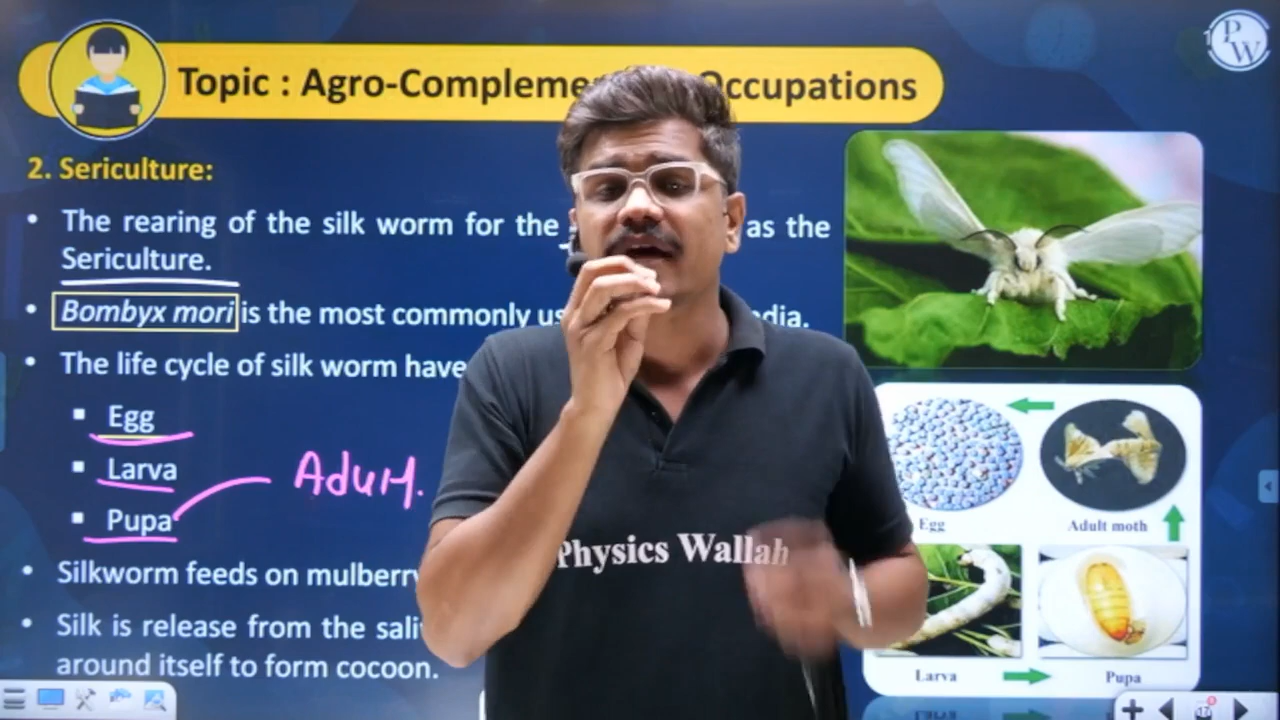 PW
Topic : Agro-Complem Occupations
2. Sericulture:
• The rearing of the silk worm for the as the
Sericulture.
• Bombyx mori is the most commonly us dia.
• The life cycle of silk worm have
▪ Egg
▪ Larva
Adult.
▪ Pupa
• Silkworm feeds on mulberry
• Silk is release from the sali
around itself to form cocoon.
Physics Wallah
Egg
Adult moth
Larva
Pupa